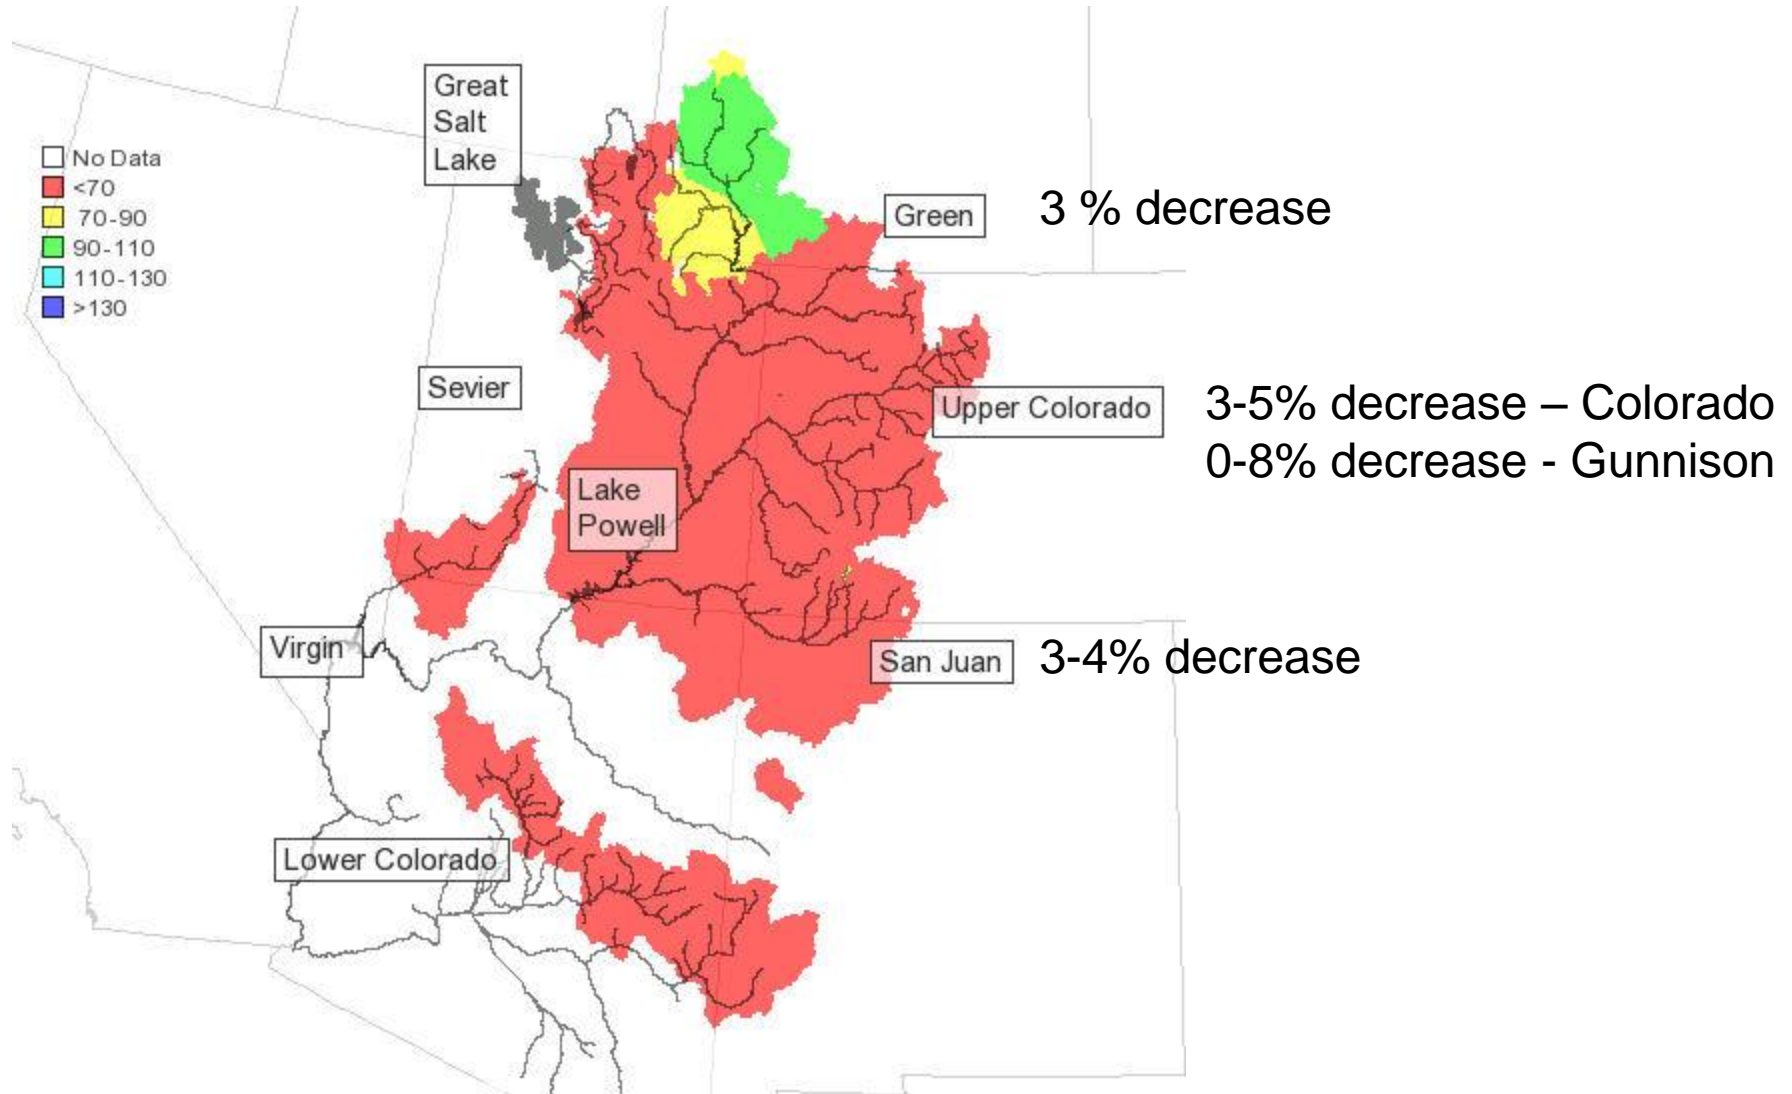 Great
Salt
Lake
No Data
<70
70-90
90-110
110-130
>130
Green
3 % decrease
Sevier
Upper Colorado
3-5% decrease – Colorado
0-8% decrease - Gunnison
Lake
Powell
Virgin
San Juan
3-4% decrease
Lower Colorado